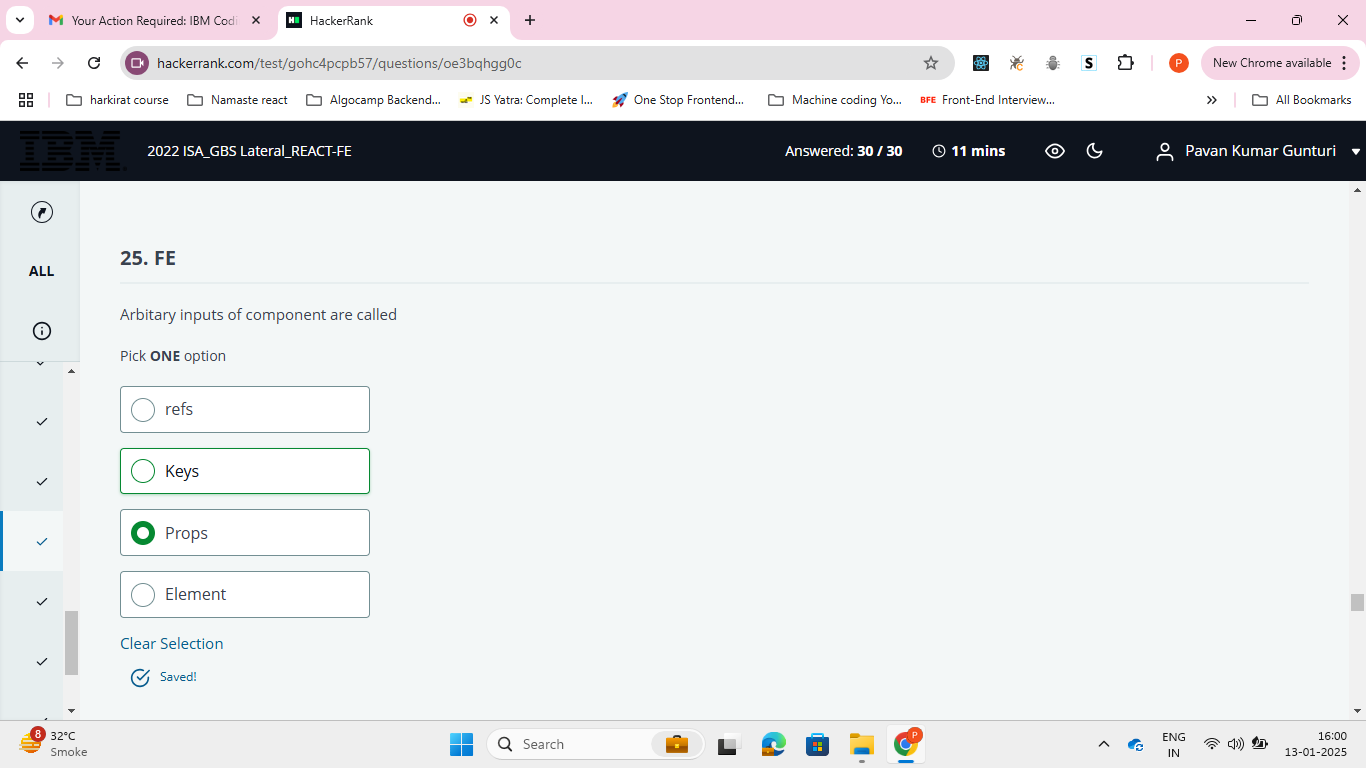 Your Action Required: IBM Codi
HackerRank
hackerrank.com/test/gohc4pcpb57/questions/oe3bqhgg0c
S
P
New Chrome available
harkirat course
Namaste react
Algocamp Backend...
JS Yatra: Complete I...
One Stop Frontend...
Machine coding Yo...
BFE
Front-End Interview...
All Bookmarks
IBM
2022 ISA_GBS Lateral_REACT-FE
Answered: 30 / 30
11 mins
Pavan Kumar Gunturi
ALL
25. FE
Arbitary inputs of component are called
Pick ONE option
refs
Keys
Props
Element
Clear Selection
Saved!
8
32°C
Smoke
Search
P
ENG
IN
16:00
13-01-2025